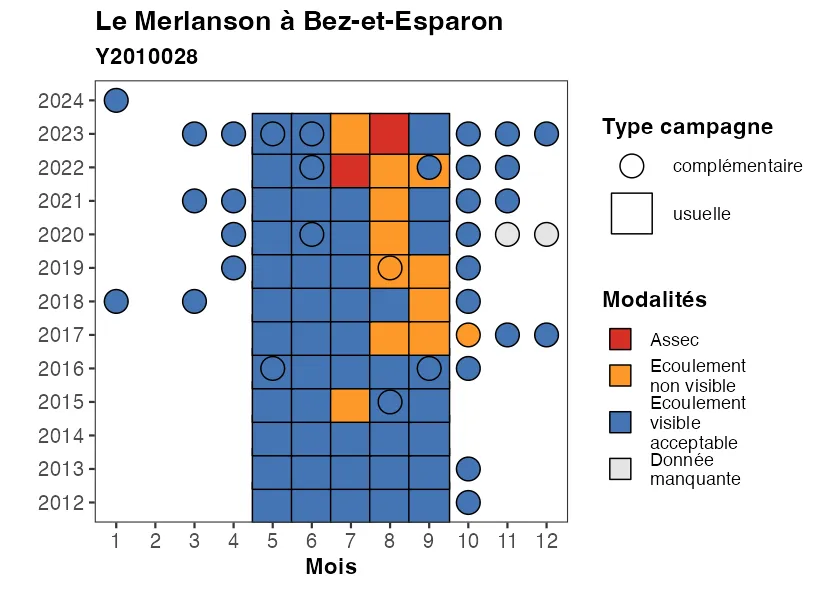 Le Merlanson à Bez-et-Esparon
Y2010028
2024
2023
2022
2021
2020
2019
2018
2017
2016
2015
2014
2013
2012
1 2 3 4 5 6 7 8 9 10 11 12
Mois
Type campagne
complémentaire
usuelle
Modalités
Assec
Ecoulement
non visible
Ecoulement
visible
acceptable
Donnée
manquante